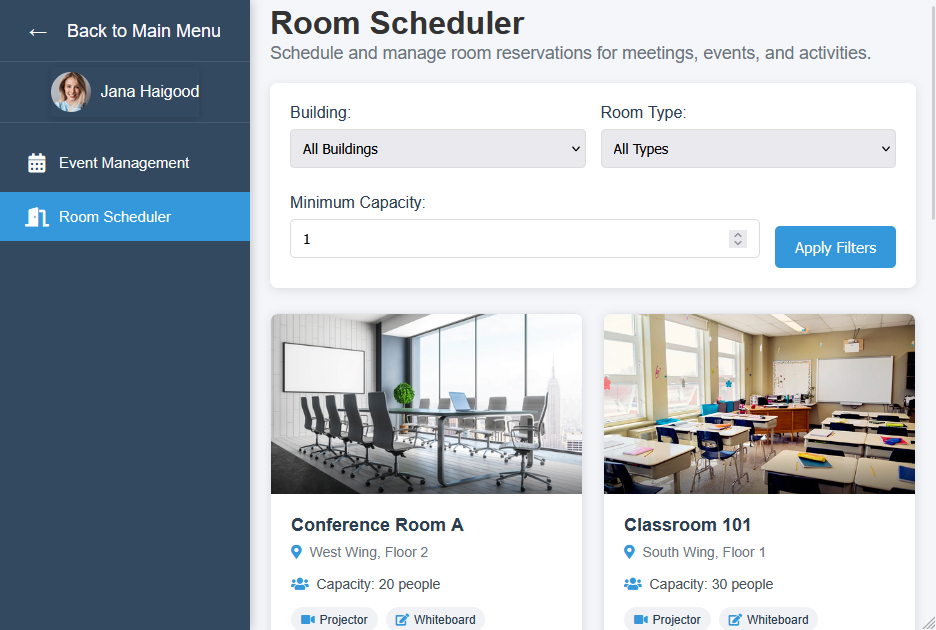 ← Back to Main Menu
Jana Haigood
Event Management
Room Scheduler
Room Scheduler
Schedule and manage room reservations for meetings, events, and activities.
Building: Room Type:
All Buildings All Types
Minimum Capacity:
1
Apply Filters
Conference Room A Classroom 101
West Wing, Floor 2 South Wing, Floor 1
Capacity: 20 people Capacity: 30 people
Projector Whiteboard Projector Whiteboard